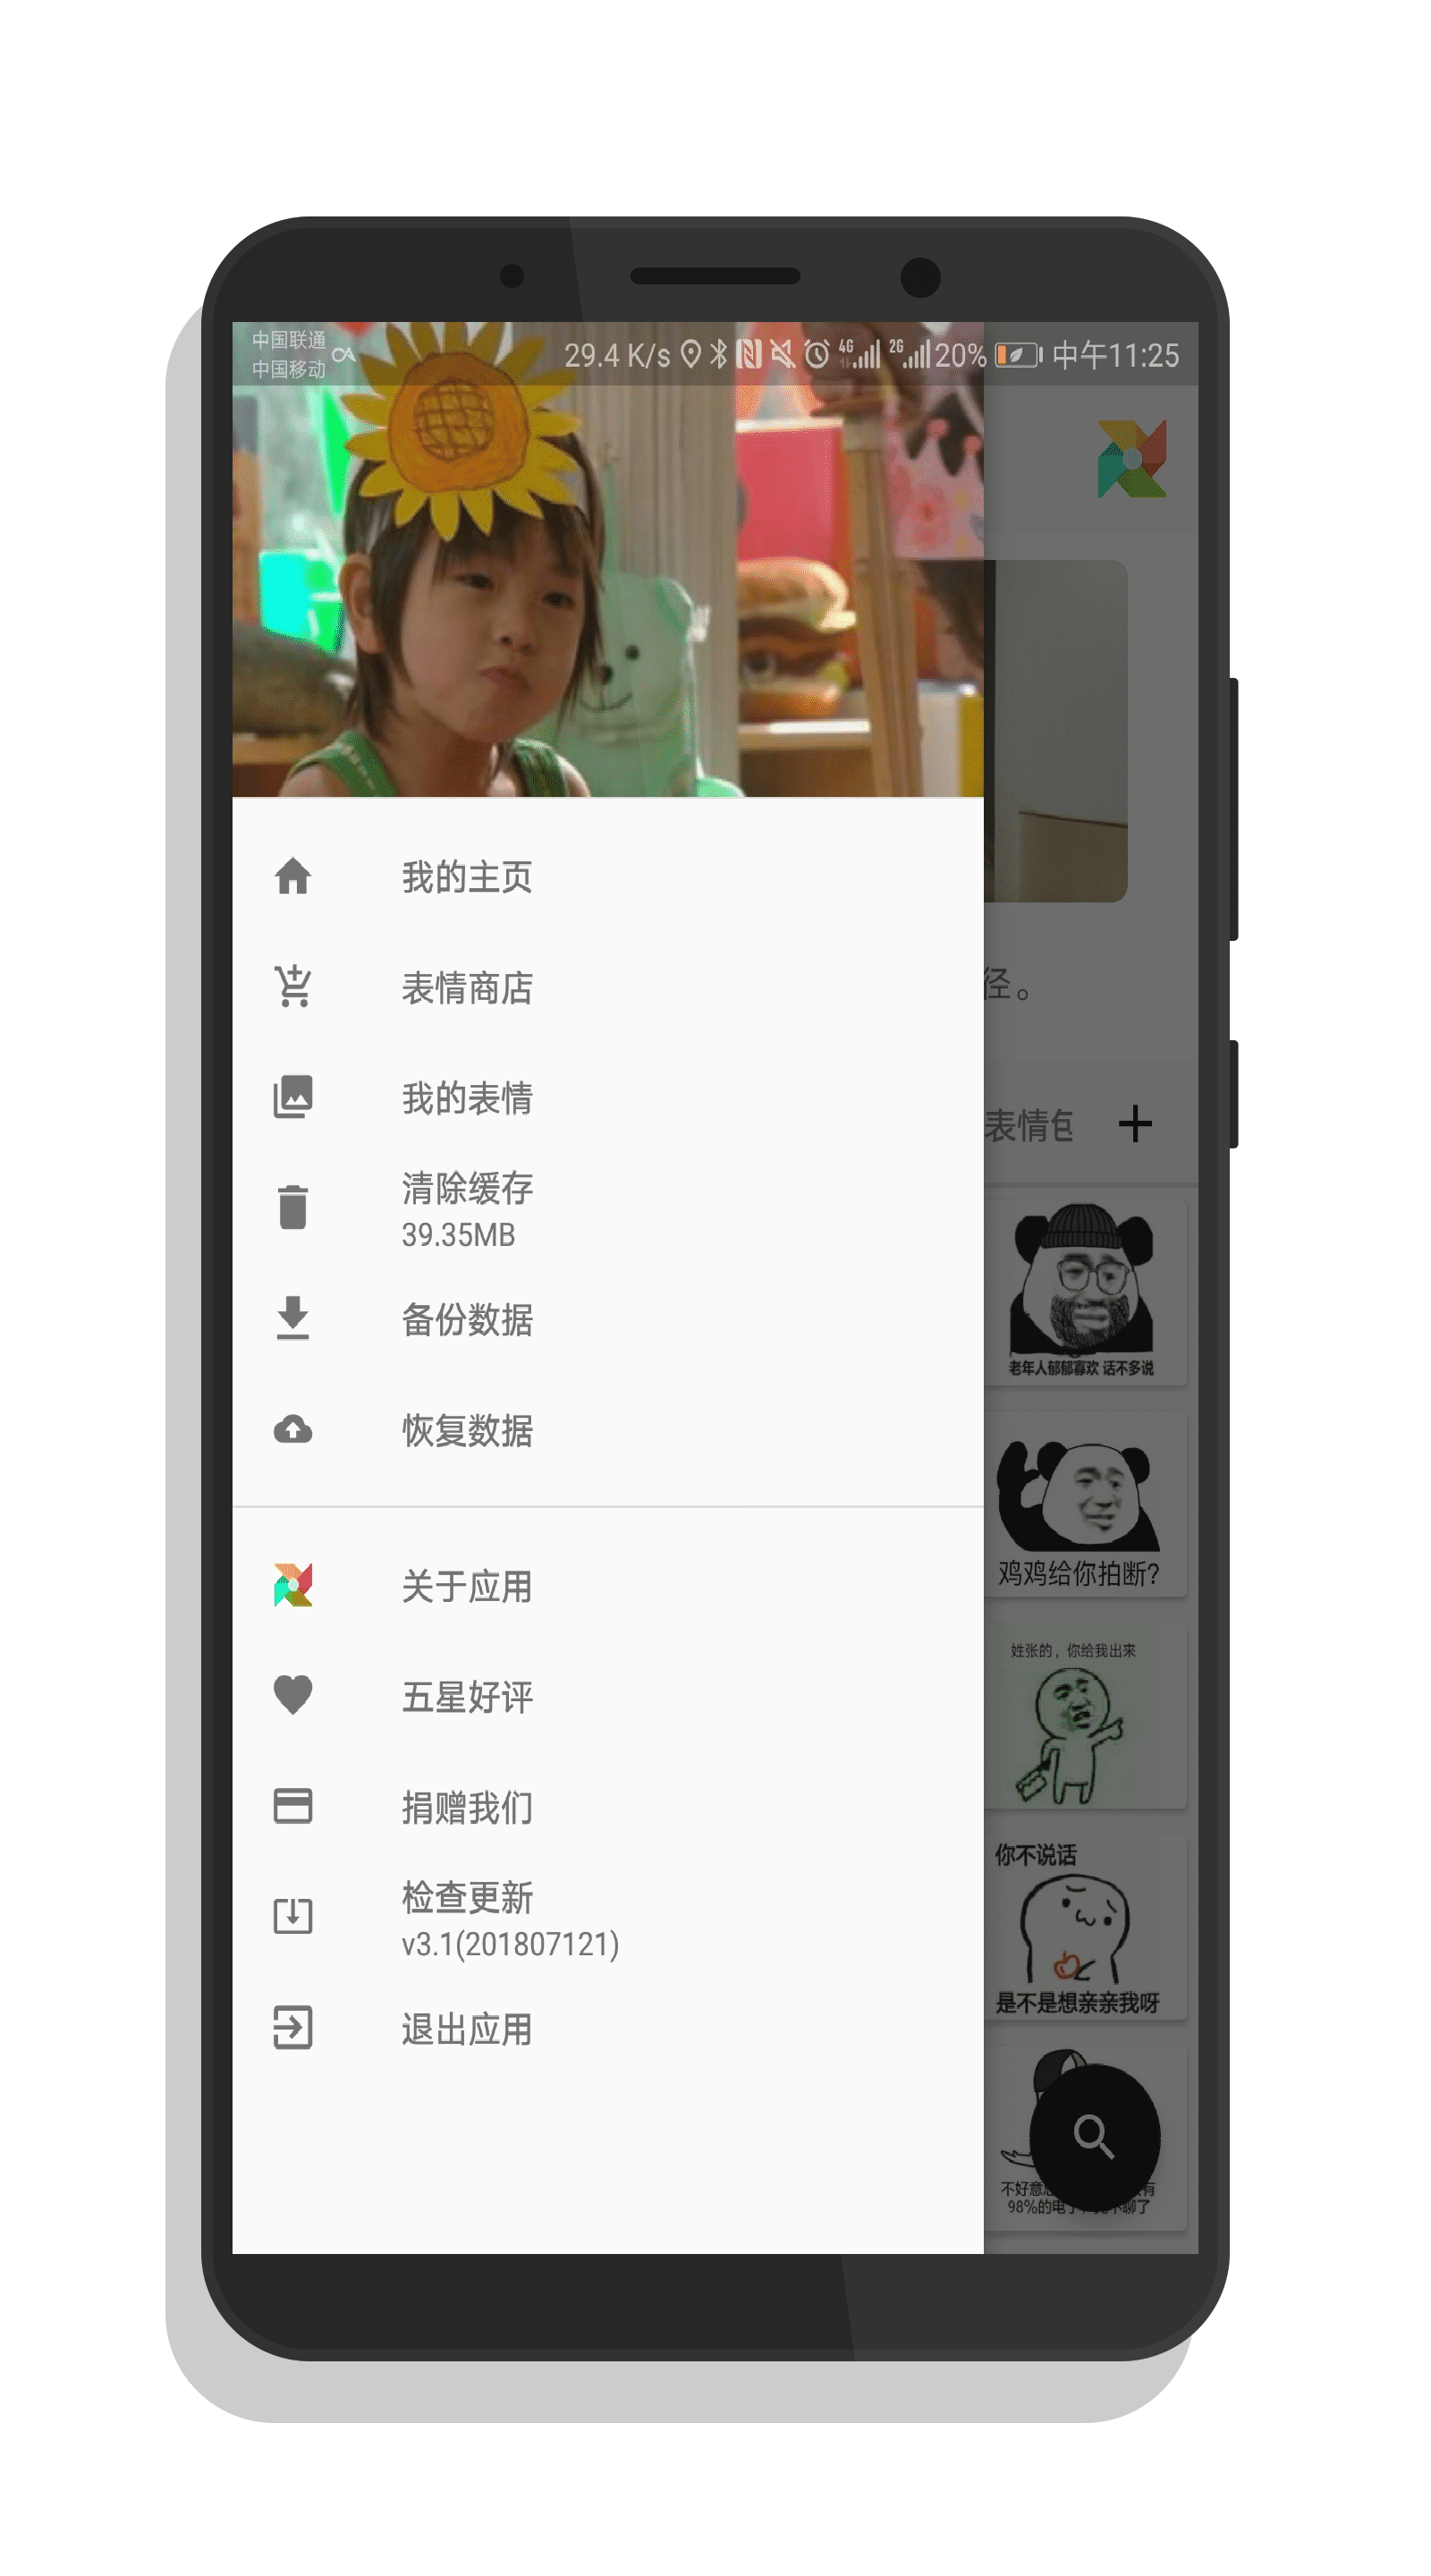 中国联通
中国移动
29.4 K/s 4G 2G 20% 中午11:25
我的主页
表情商店
径。
我的表情
表情包
清除缓存
39.35MB
备份数据
老年人郁郁寡欢 话不多说
恢复数据
鸡鸡给你拍断?
关于应用
姓张的，你给我出来
五星好评
捐赠我们
你不说话
检查更新
v3.1(201807121)
是不是想亲亲我呀
退出应用
不好意思 有
98%的电 不聊了